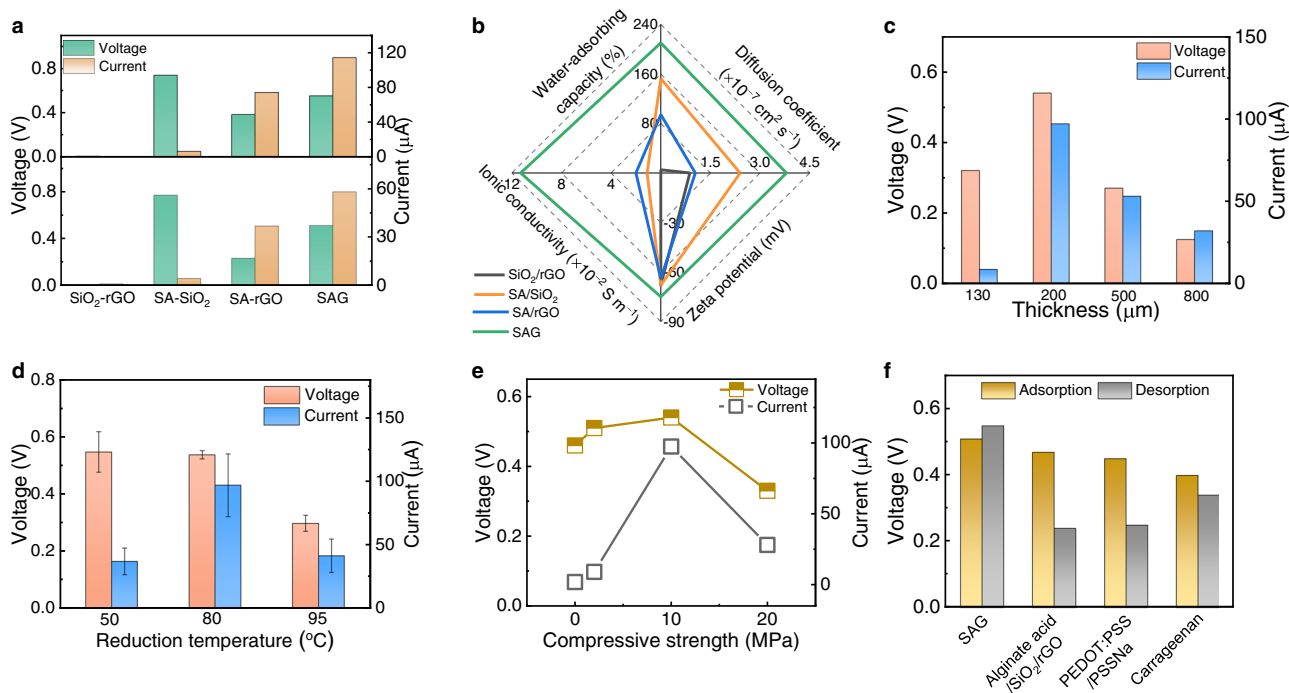 a
Voltage
Current
Voltage (V)
0.8
0.4
0.0
0.8
0.4
0.0
120
80
40
0
60
30
0
Current (μA)
SiO₂-rGO
SA-SiO₂
SA-rGO
SAG
b
Water-adsorbing
capacity (%)
Diffusion coefficient
(×10⁻⁷ cm² s⁻¹)
Ionic conductivity (×10⁻² S m⁻¹)
Zeta potential (mV)
240
160
80
1.5
3.0
4.5
12
8
4
-30
-60
-90
SiO₂/rGO
SA/SiO₂
SA/rGO
SAG
c
Voltage
Current
Voltage (V)
0.6
0.4
0.2
0.0
150
100
50
0
Current (μA)
130
200
500
800
Thickness (μm)
d
Voltage
Current
Voltage (V)
0.8
0.6
0.4
0.2
0.0
150
100
50
0
Current (μA)
50
80
95
Reduction temperature (°C)
e
Voltage
Current
Voltage (V)
0.6
0.4
0.2
0.0
100
50
0
Current (μA)
0
10
20
Compressive strength (MPa)
f
Adsorption
Desorption
Voltage (V)
0.6
0.4
0.2
0.0
SAG
Alginate acid
/SiO₂/rGO
PEDOT:PSS
/PSSNa
Carrageenan